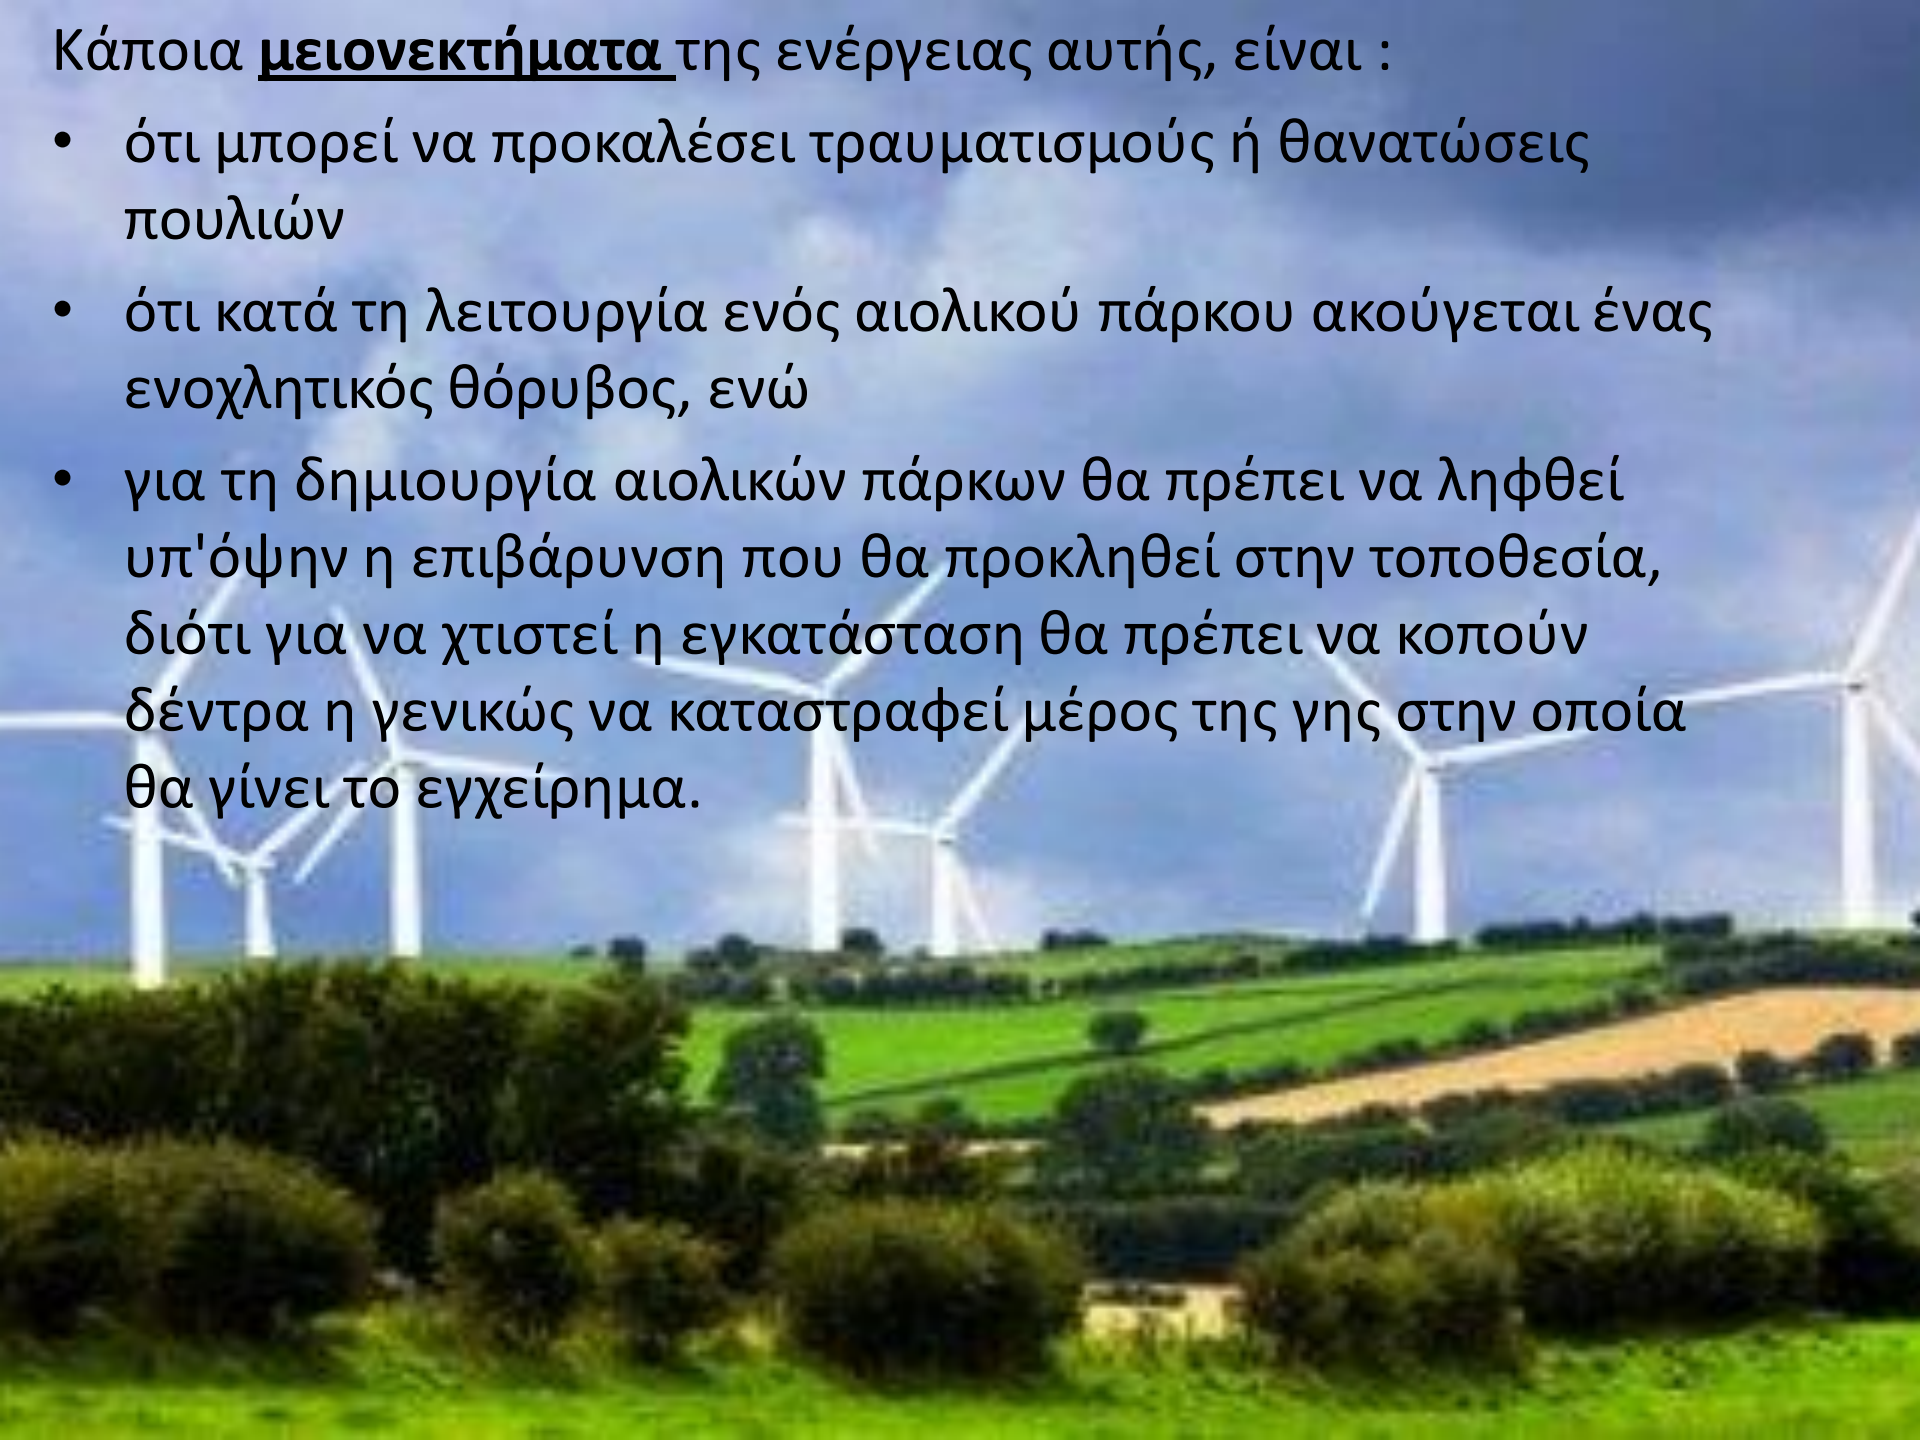 Κάποια μειονεκτήματα της ενέργειας αυτής, είναι :
• ότι μπορεί να προκαλέσει τραυματισμούς ή θανατώσεις
πουλιών
• ότι κατά τη λειτουργία ενός αιολικού πάρκου ακούγεται ένας
ενοχλητικός θόρυβος, ενώ
• για τη δημιουργία αιολικών πάρκων θα πρέπει να ληφθεί
υπ'όψην η επιβάρυνση που θα προκληθεί στην τοποθεσία,
διότι για να χτιστεί η εγκατάσταση θα πρέπει να κοπούν
δέντρα η γενικώς να καταστραφεί μέρος της γης στην οποία
θα γίνει το εγχείρημα.